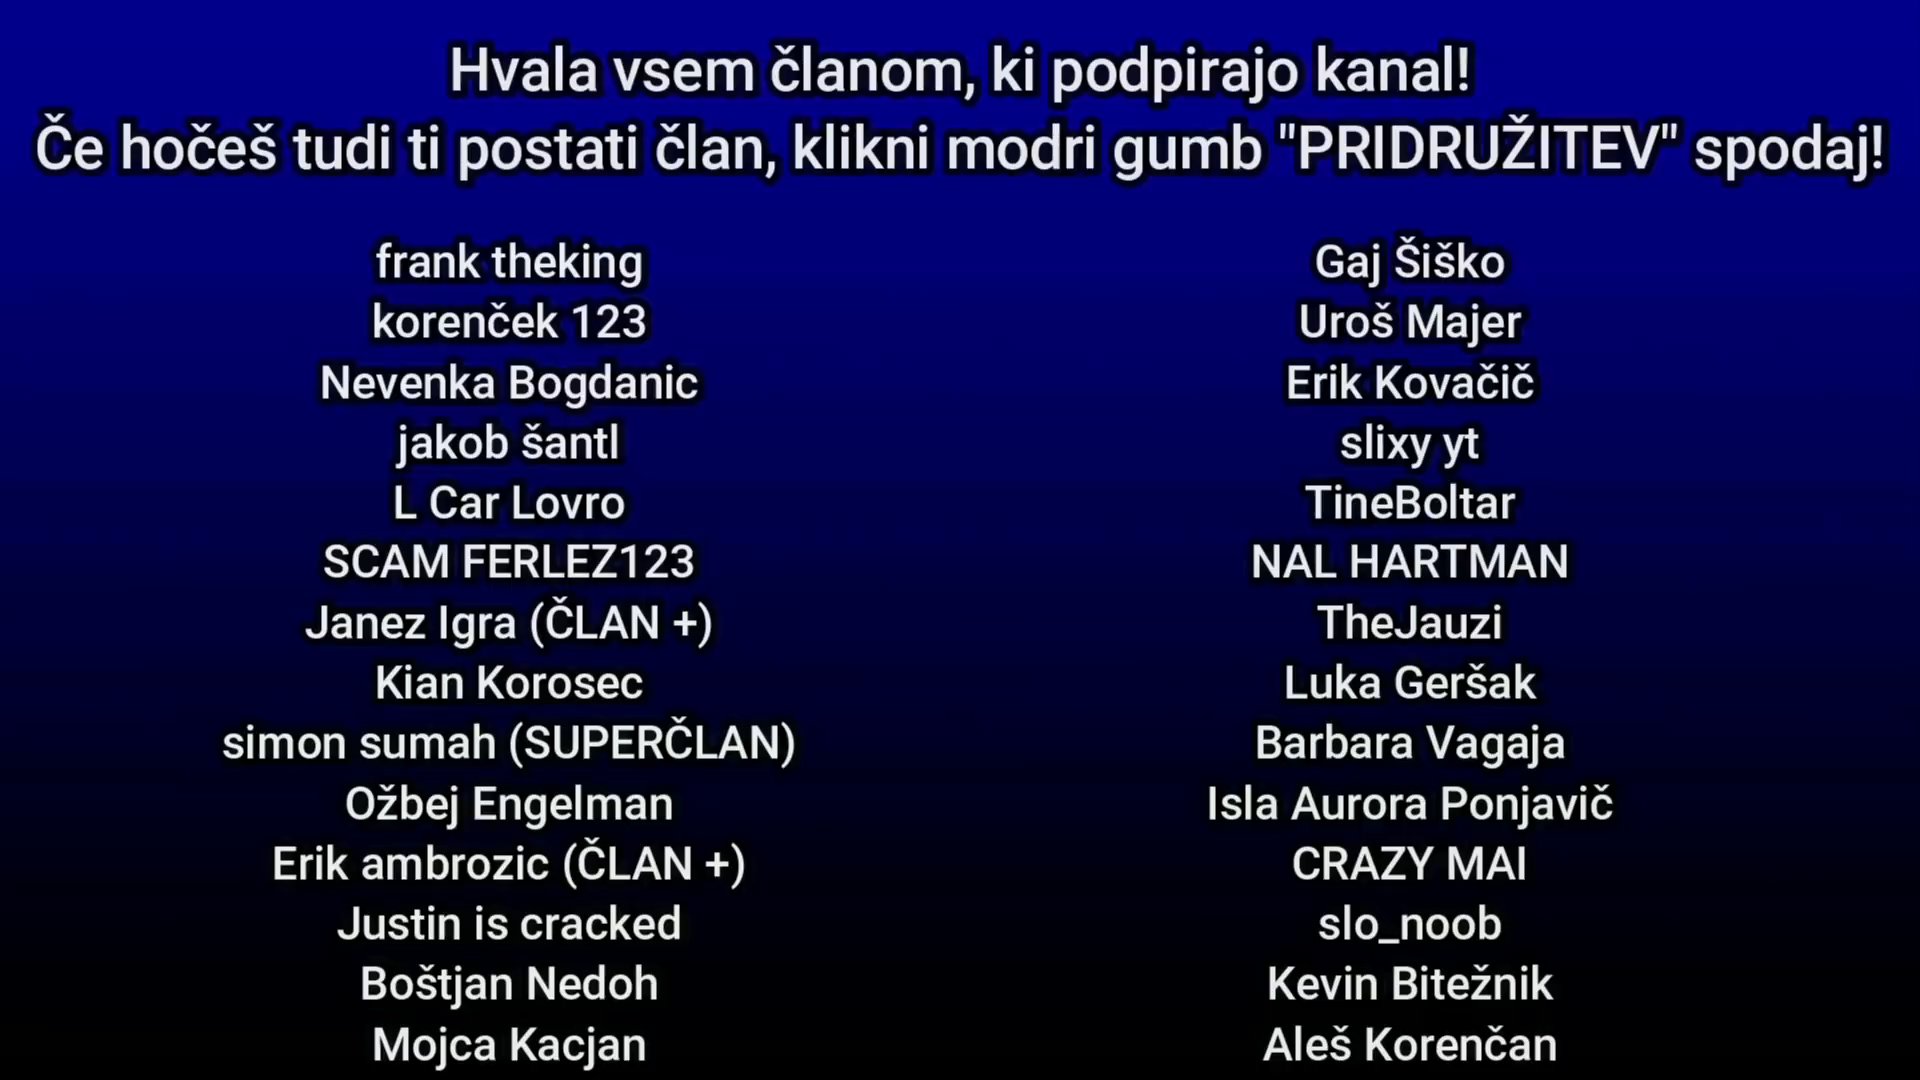 Hvala vsem članom, ki podpirajo kanal!
Če hočeš tudi ti postati član, klikni modri gumb "PRIDRUŽITEV" spodaj!
frank theking
korenček 123
Nevenka Bogdanic
jakob šantl
L Car Lovro
SCAM FERLEZ123
Janez Igra (ČLAN +)
Kian Korosec
simon sumah (SUPERČLAN)
Ožbej Engelman
Erik ambrozic (ČLAN +)
Justin is cracked
Boštjan Nedoh
Mojca Kacjan
Gaj Šiško
Uroš Majer
Erik Kovačič
slixy yt
TineBoltar
NAL HARTMAN
TheJauzi
Luka Geršak
Barbara Vagaja
Isla Aurora Ponjavič
CRAZY MAI
slo_noob
Kevin Bitežnik
Aleš Korenčan